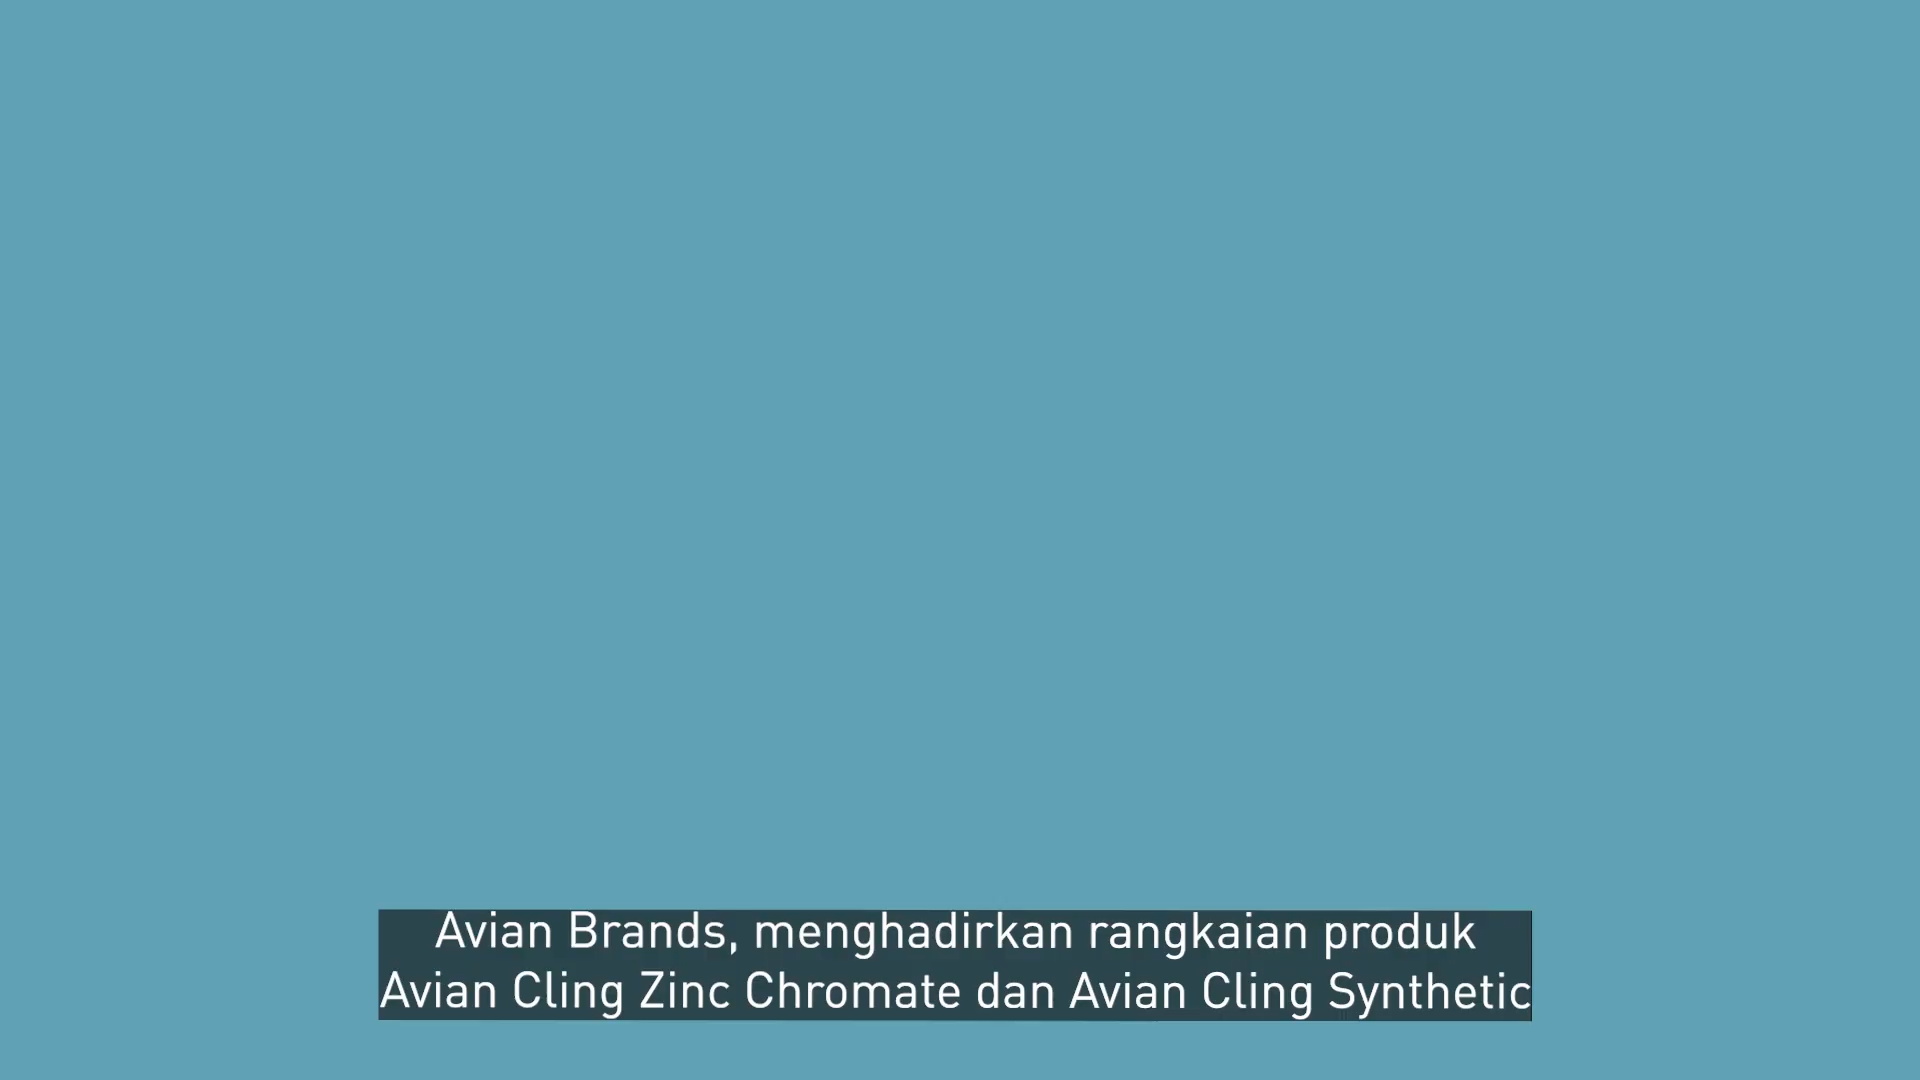 Avian Brands, menghadirkan rangkaian produk
Avian Cling Zinc Chromate dan Avian Cling Synthetic